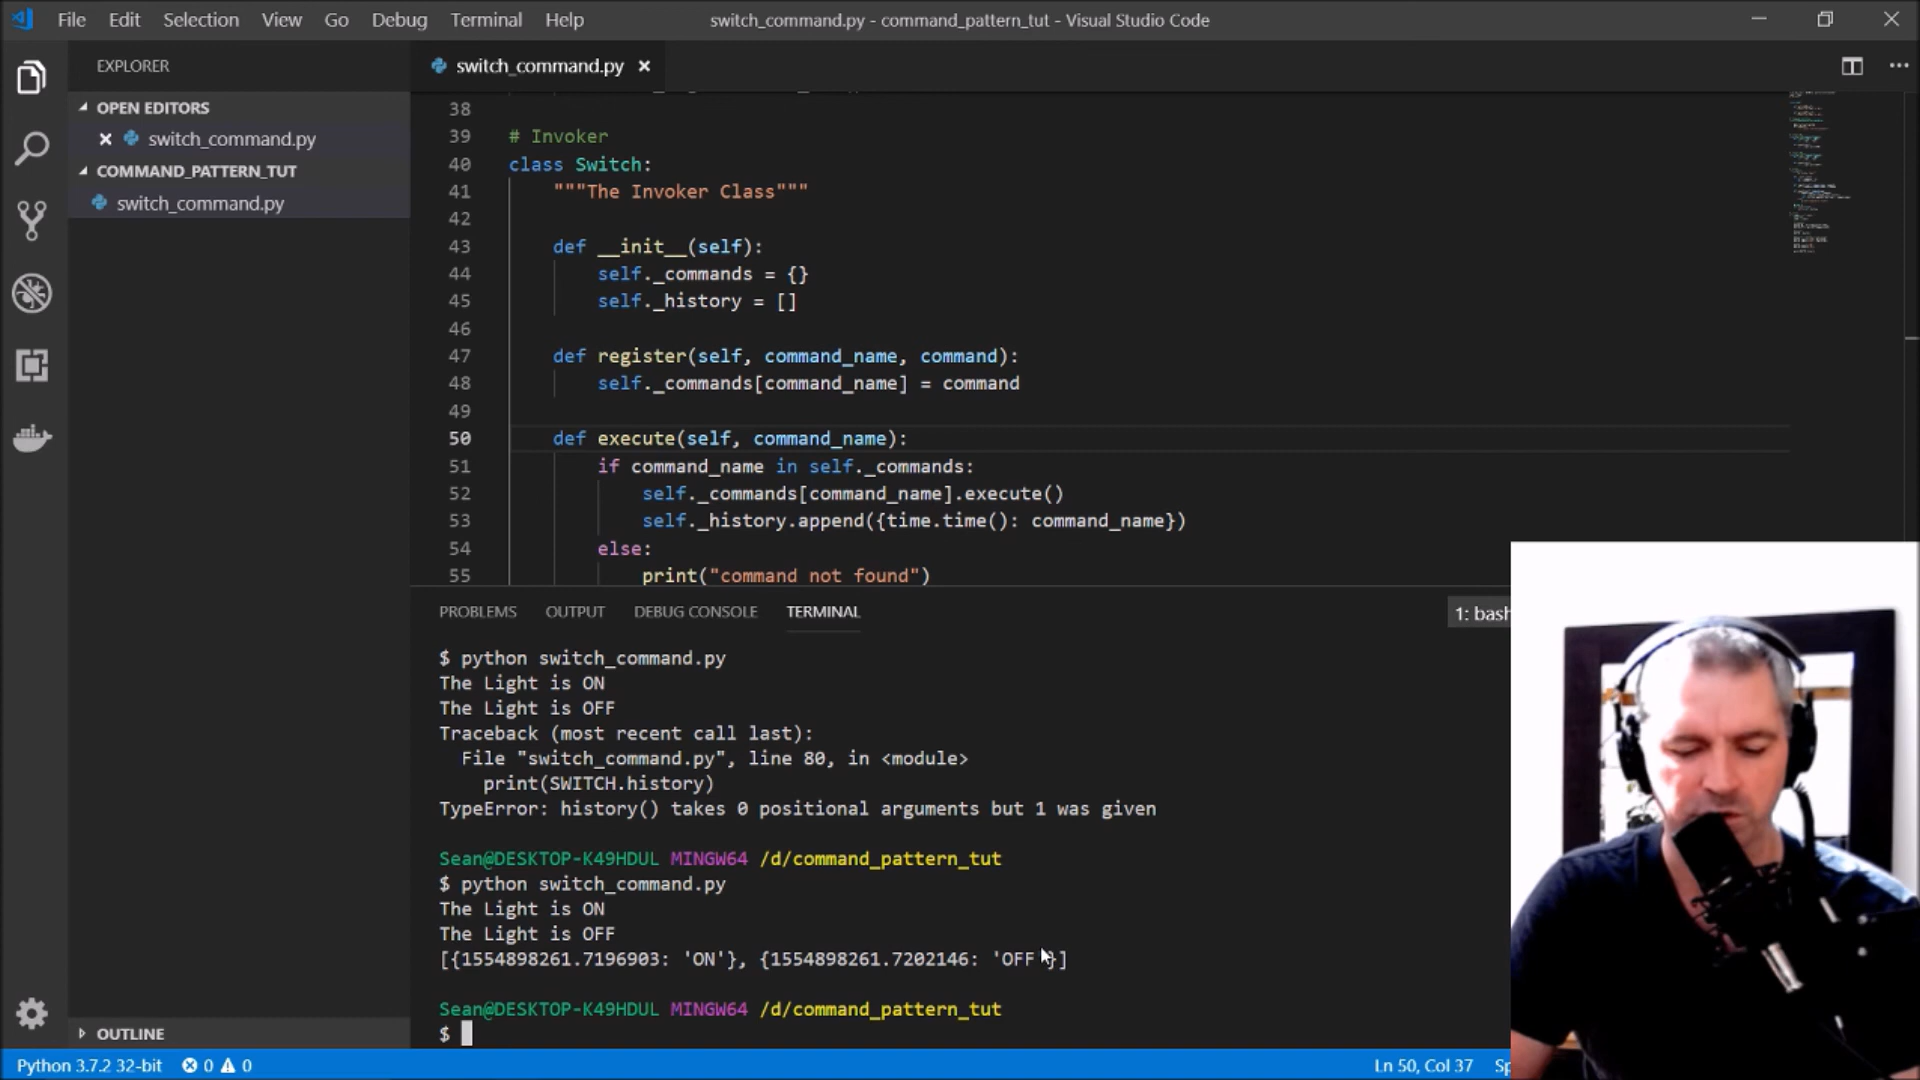 File Edit Selection View Go Debug Terminal Help
switch_command.py - command_pattern_tut - Visual Studio Code
EXPLORER
OPEN EDITORS
switch_command.py
COMMAND_PATTERN_TUT
switch_command.py
OUTLINE
switch_command.py
38
39 # Invoker
40 class Switch:
41 """The Invoker Class"""
42
43 def __init__(self):
44 self._commands = {}
45 self._history = []
46
47 def register(self, command_name, command):
48 self._commands[command_name] = command
49
50 def execute(self, command_name):
51 if command_name in self._commands:
52 self._commands[command_name].execute()
53 self._history.append({time.time(): command_name})
54 else:
55 print("command not found")
PROBLEMS OUTPUT DEBUG CONSOLE TERMINAL
1: bash
$ python switch_command.py
The Light is ON
The Light is OFF
Traceback (most recent call last):
File "switch_command.py", line 80, in <module>
print(SWITCH.history)
TypeError: history() takes 0 positional arguments but 1 was given
Sean@DESKTOP-K49HDUL MINGW64 /d/command_pattern_tut
$ python switch_command.py
The Light is ON
The Light is OFF
[{1554898261.7196903: 'ON'}, {1554898261.7202146: 'OFF'}]
Sean@DESKTOP-K49HDUL MINGW64 /d/command_pattern_tut
$
Python 3.7.2 32-bit 0 0
Ln 50, Col 37 Sp